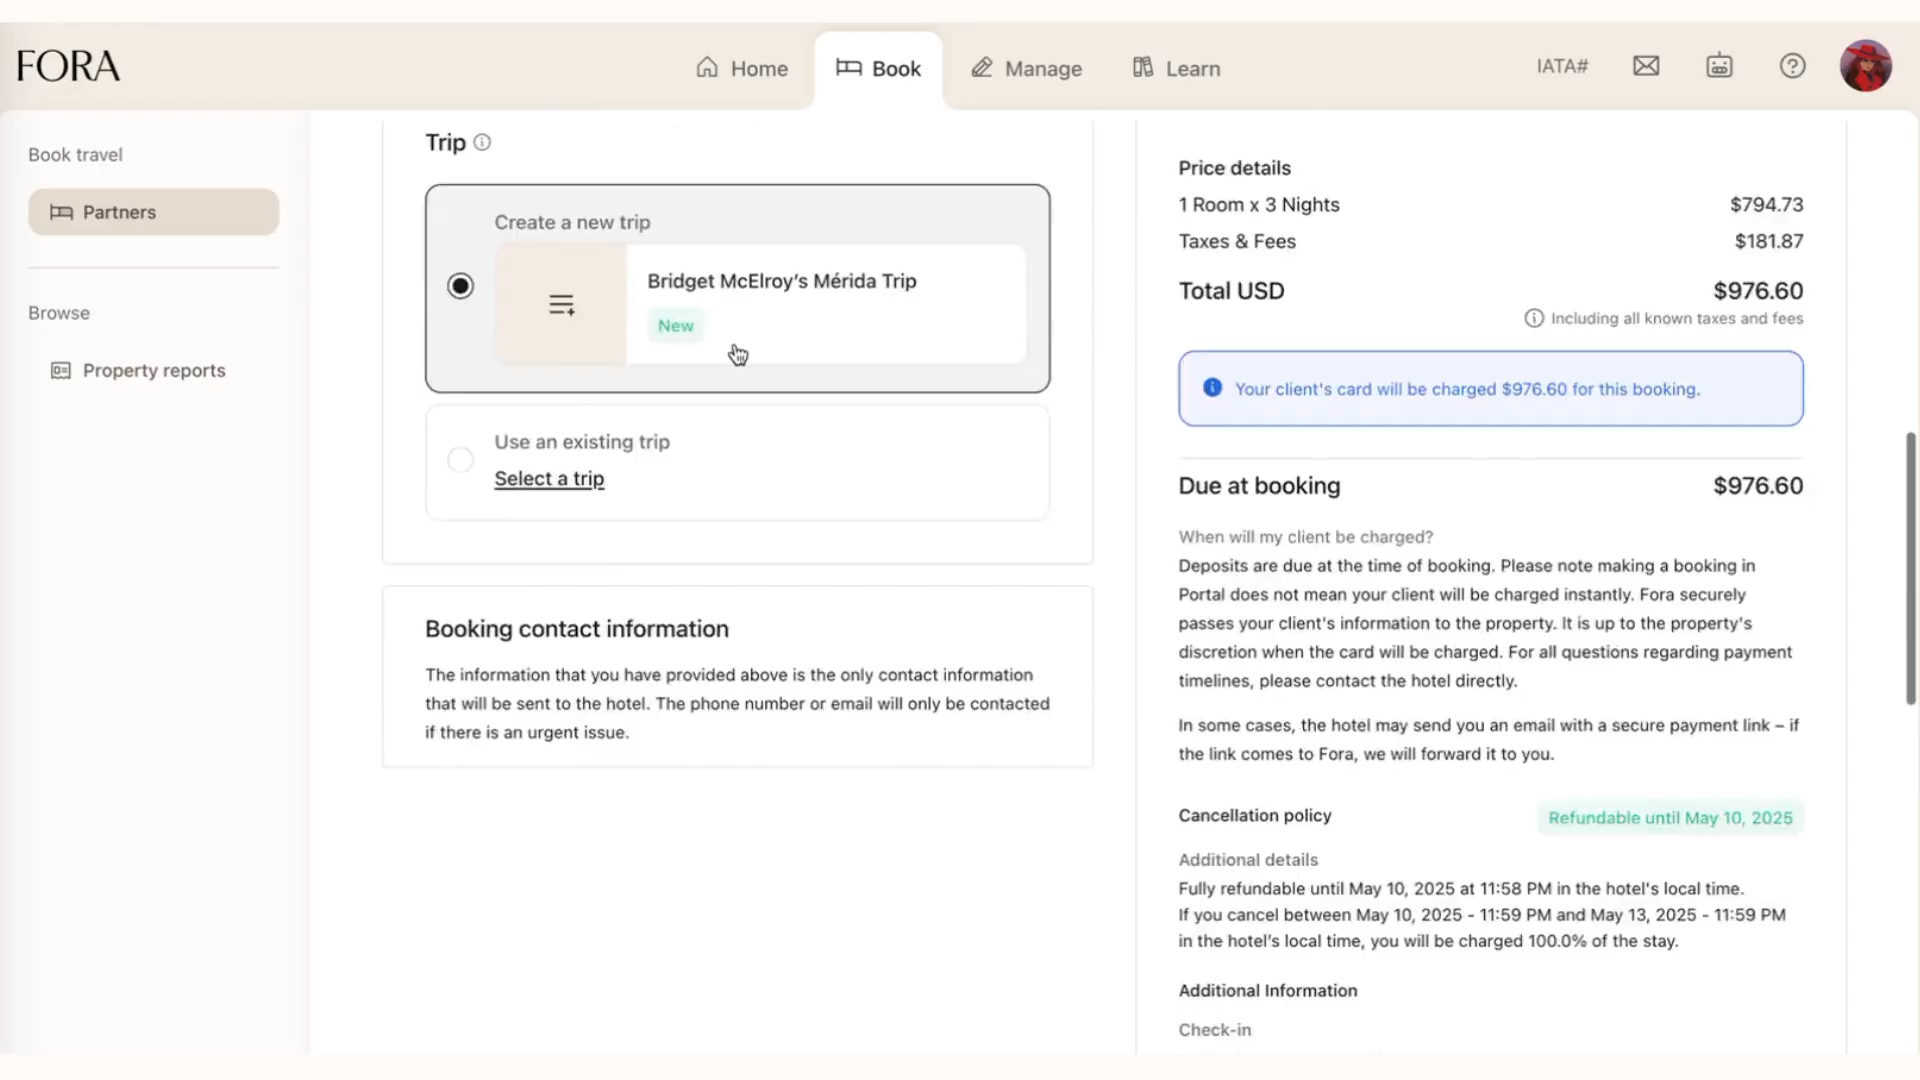 FORA
Home
Book
Manage
Learn
IATA#
Book travel
Partners
Browse
Property reports
Trip
Create a new trip
Bridget McElroy’s Mérida Trip
New
Use an existing trip
Select a trip
Booking contact information
The information that you have provided above is the only contact information
that will be sent to the hotel. The phone number or email will only be contacted
if there is an urgent issue.
Price details
1 Room x 3 Nights $794.73
Taxes & Fees $181.87
Total USD $976.60
Including all known taxes and fees
Your client's card will be charged $976.60 for this booking.
Due at booking $976.60
When will my client be charged?
Deposits are due at the time of booking. Please note making a booking in
Portal does not mean your client will be charged instantly. Fora securely
passes your client's information to the property. It is up to the property's
discretion when the card will be charged. For all questions regarding payment
timelines, please contact the hotel directly.
In some cases, the hotel may send you an email with a secure payment link – if
the link comes to Fora, we will forward it to you.
Cancellation policy Refundable until May 10, 2025
Additional details
Fully refundable until May 10, 2025 at 11:58 PM in the hotel's local time.
If you cancel between May 10, 2025 - 11:59 PM and May 13, 2025 - 11:59 PM
in the hotel’s local time, you will be charged 100.0% of the stay.
Additional Information
Check-in